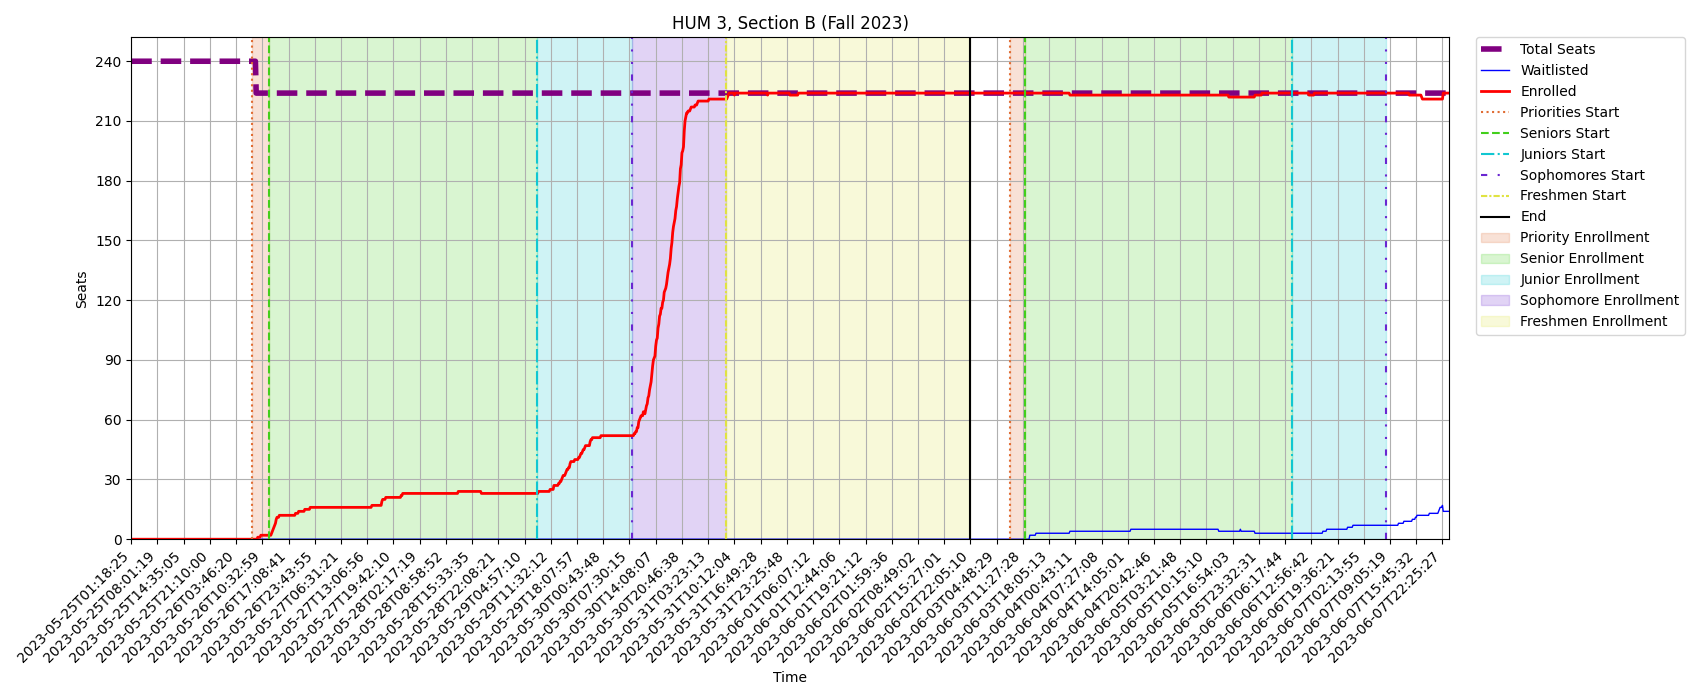 HUM 3, Section B (Fall 2023)
Seats
240
210
180
150
120
90
60
30
0
2023-05-25T01:18:25
2023-05-25T08:01:19
2023-05-25T14:35:05
2023-05-25T21:10:00
2023-05-26T03:46:20
2023-05-26T10:32:59
2023-05-26T17:08:41
2023-05-26T23:43:55
2023-05-27T06:31:21
2023-05-27T13:06:56
2023-05-27T19:42:10
2023-05-28T02:17:19
2023-05-28T08:58:52
2023-05-28T15:33:35
2023-05-28T22:08:21
2023-05-29T04:57:10
2023-05-29T11:32:12
2023-05-29T18:07:57
2023-05-30T00:43:48
2023-05-30T07:30:15
2023-05-30T14:08:07
2023-05-30T20:46:38
2023-05-31T03:23:13
2023-05-31T10:12:04
2023-05-31T16:49:28
2023-05-31T23:25:48
2023-06-01T06:07:12
2023-06-01T12:44:06
2023-06-01T19:21:12
2023-06-02T01:59:36
2023-06-02T08:49:02
2023-06-02T15:27:01
2023-06-02T22:05:10
2023-06-03T04:48:29
2023-06-03T11:27:28
2023-06-03T18:05:13
2023-06-04T00:43:11
2023-06-04T07:27:08
2023-06-04T14:05:01
2023-06-04T20:42:46
2023-06-05T03:21:48
2023-06-05T10:15:10
2023-06-05T16:54:03
2023-06-05T23:32:31
2023-06-06T06:17:44
2023-06-06T12:56:42
2023-06-06T19:36:21
2023-06-07T02:13:55
2023-06-07T09:05:19
2023-06-07T15:45:32
2023-06-07T22:25:27
Time
Total Seats
Waitlisted
Enrolled
Priorities Start
Seniors Start
Juniors Start
Sophomores Start
Freshmen Start
End
Priority Enrollment
Senior Enrollment
Junior Enrollment
Sophomore Enrollment
Freshmen Enrollment